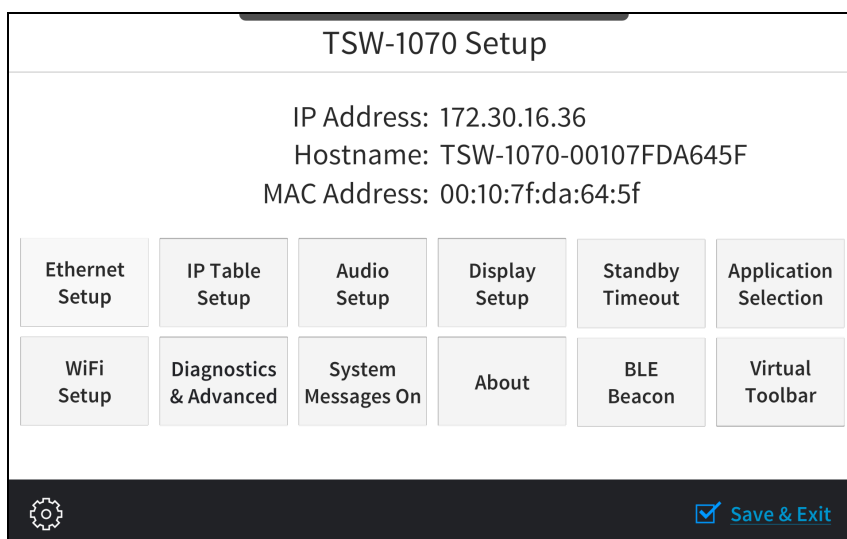 TSW-1070 Setup
IP Address: 172.30.16.36
Hostname: TSW-1070-00107FDA645F
MAC Address: 00:10:7f:da:64:5f
Ethernet
Setup
IP Table
Setup
Audio
Setup
Display
Setup
Standby
Timeout
Application
Selection
WiFi
Setup
Diagnostics
& Advanced
System
Messages On
About
BLE
Beacon
Virtual
Toolbar
Save & Exit